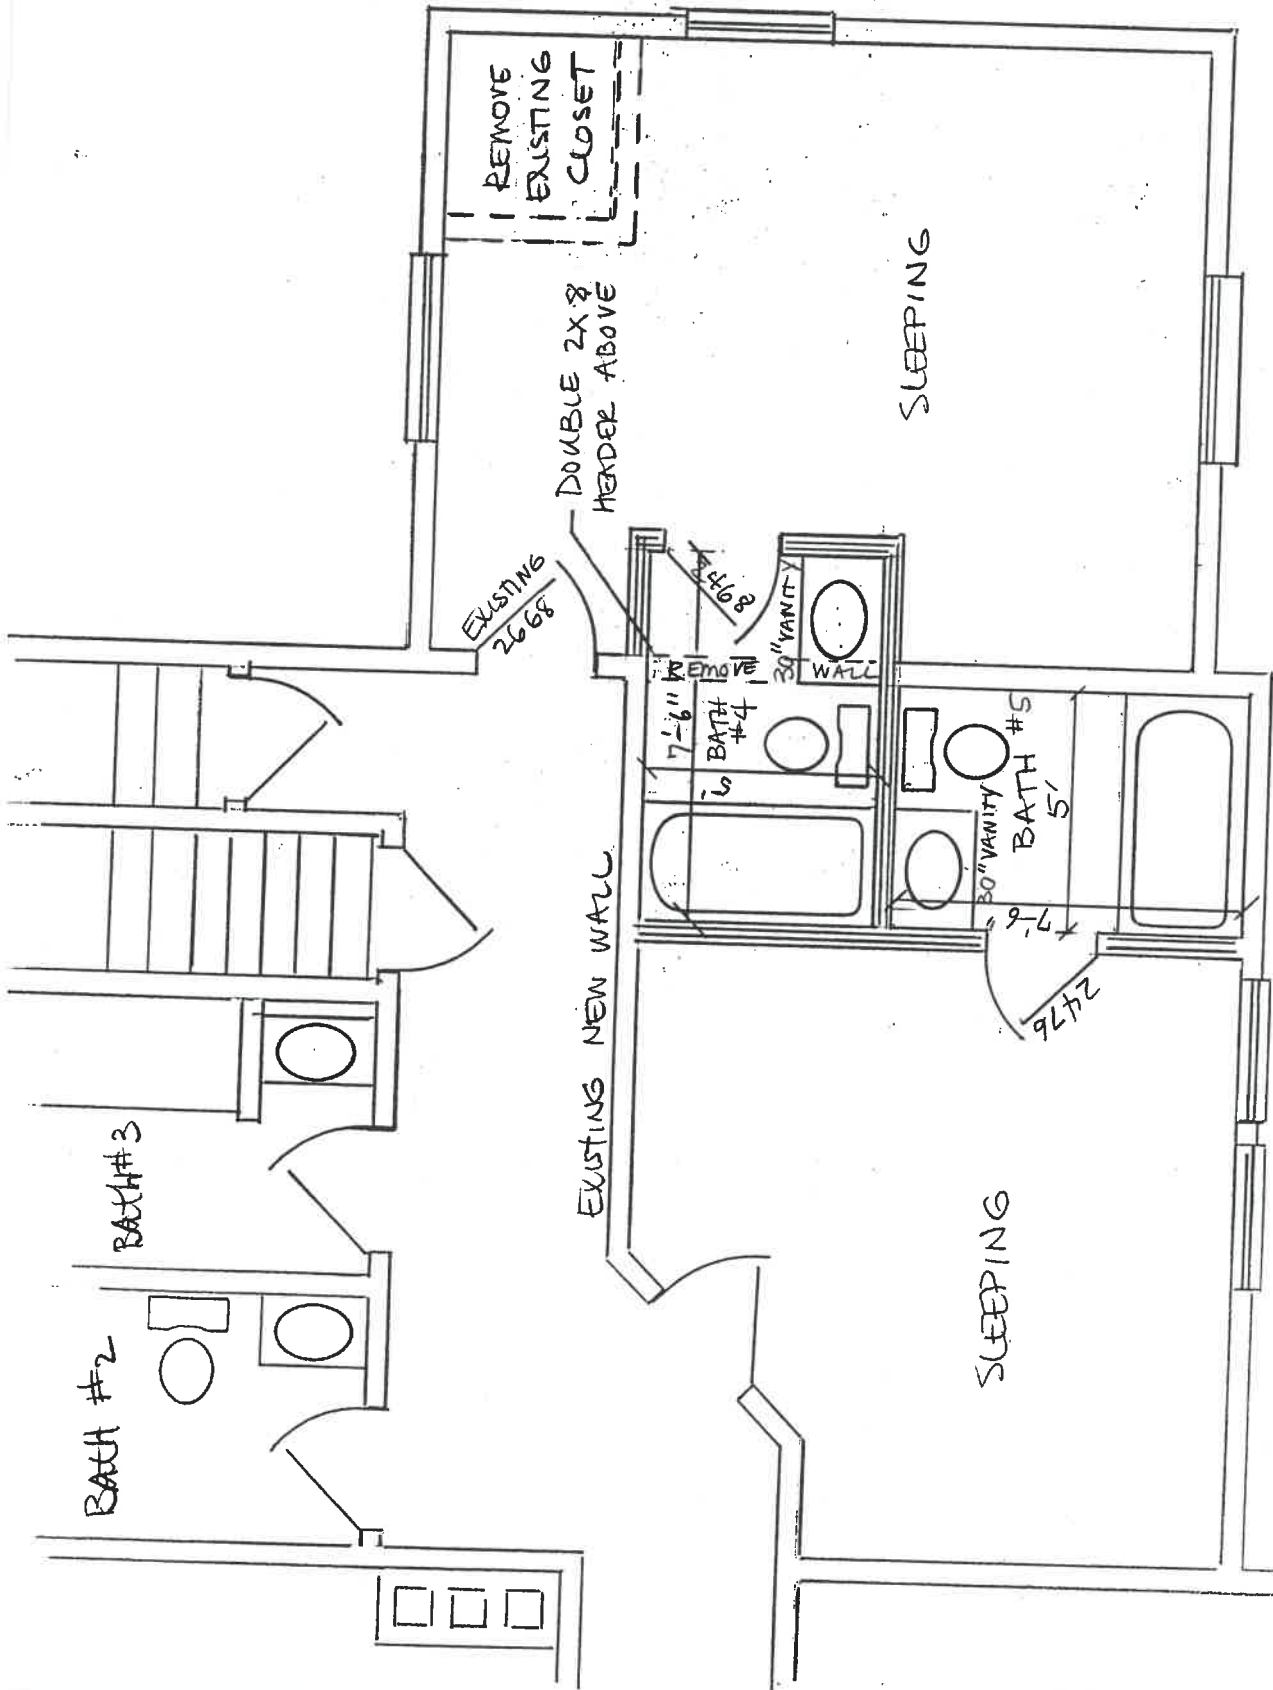 REMOVE
EXISTING
CLOSET
DOUBLE 2X8
HEADER ABOVE
SLEEPING
EXISTING
2668
2468
30" VANITY
REMOVE WALL
7'-6"
BATH
#4
5'
BATH #5
5'
30" VANITY
7'-6"
2476
EXISTING NEW WALL
BATH #3
BATH #2
SLEEPING